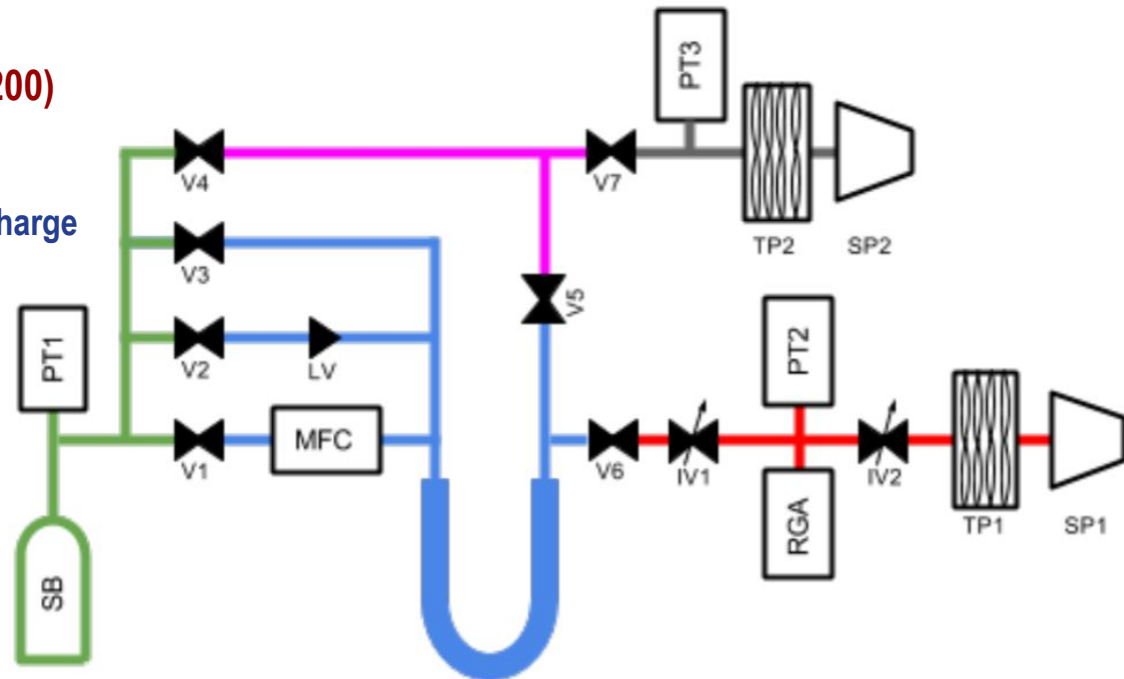 200)
harge
PT3
V4
V7
TP2
SP2
V3
V5
PT1
PT2
V2
LV
MFC
V1
V6
IV1
IV2
RGA
TP1
SP1
SB